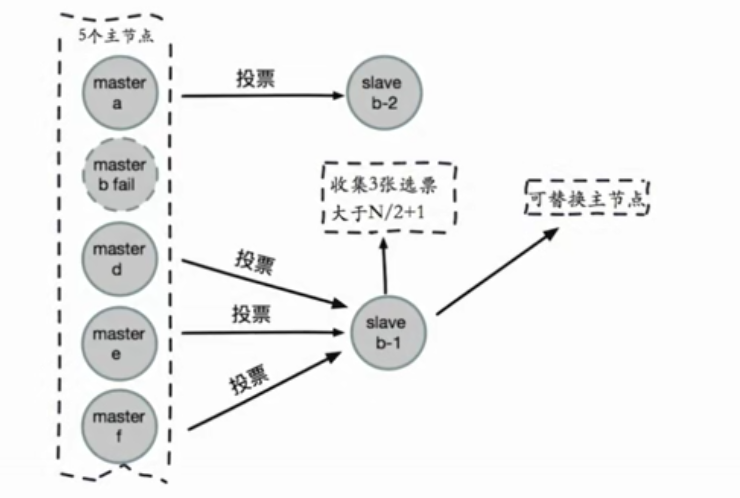 5个主节点
master
a
投票
slave
b-2
master
b fail
收集3张选票
大于N/2+1
可替换主节点
master
d
投票
master
e
投票
slave
b-1
master
f
投票